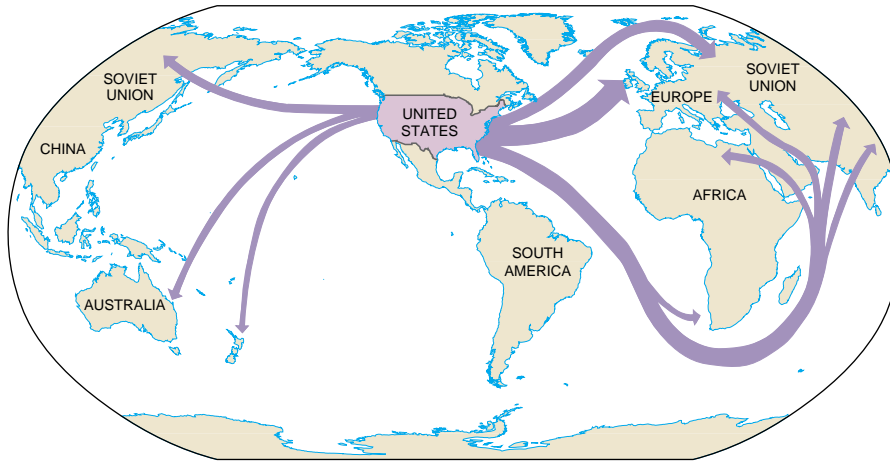 SOVIET
UNION
CHINA
AUSTRALIA
UNITED
STATES
SOUTH
AMERICA
EUROPE
AFRICA
SOVIET
UNION